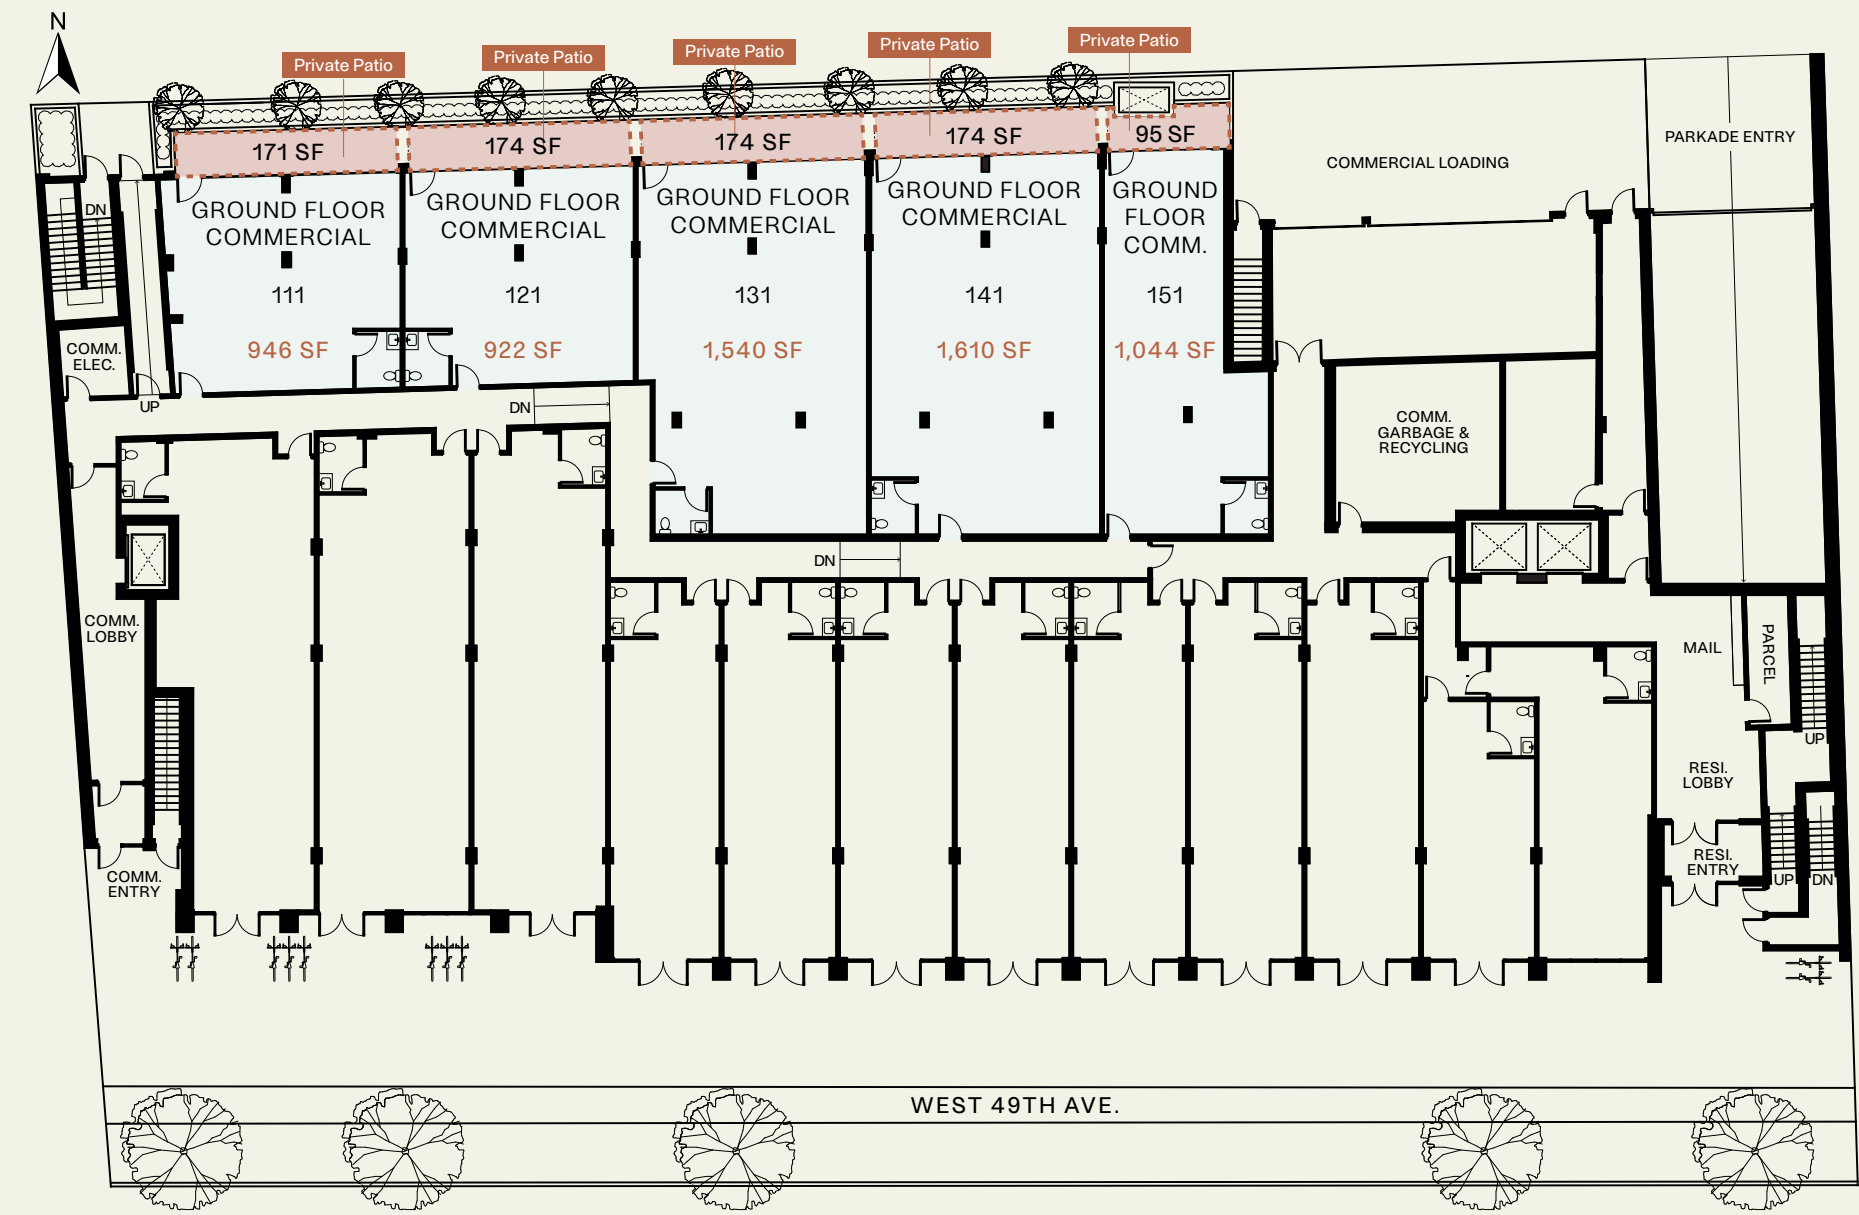 N
Private Patio
Private Patio
Private Patio
Private Patio
Private Patio
171 SF
174 SF
174 SF
174 SF
95 SF
COMMERCIAL LOADING
PARKADE ENTRY
DN
GROUND FLOOR
COMMERCIAL
111
946 SF
GROUND FLOOR
COMMERCIAL
121
922 SF
GROUND FLOOR
COMMERCIAL
131
1,540 SF
GROUND FLOOR
COMMERCIAL
141
1,610 SF
GROUND
FLOOR
COMM.
151
1,044 SF
COMM.
ELEC.
UP
DN
COMM.
GARBAGE &
RECYCLING
DN
COMM.
LOBBY
MAIL
PARCEL
UP
RESI.
LOBBY
RESI.
ENTRY
UP
DN
COMM.
ENTRY
WEST 49TH AVE.